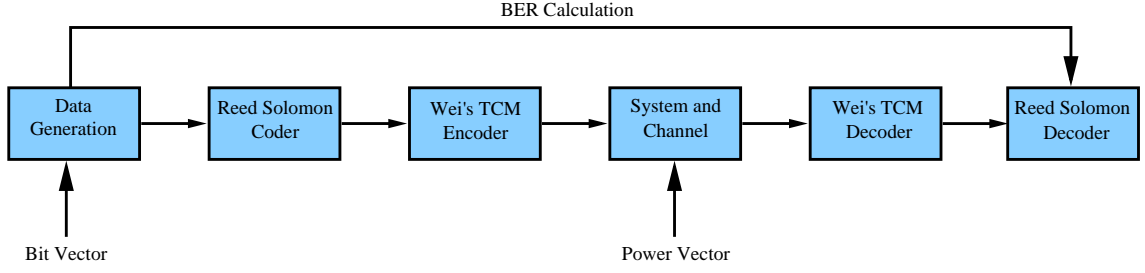 BER Calculation
Data
Generation
Reed Solomon
Coder
Wei's TCM
Encoder
System and
Channel
Wei's TCM
Decoder
Reed Solomon
Decoder
Bit Vector
Power Vector